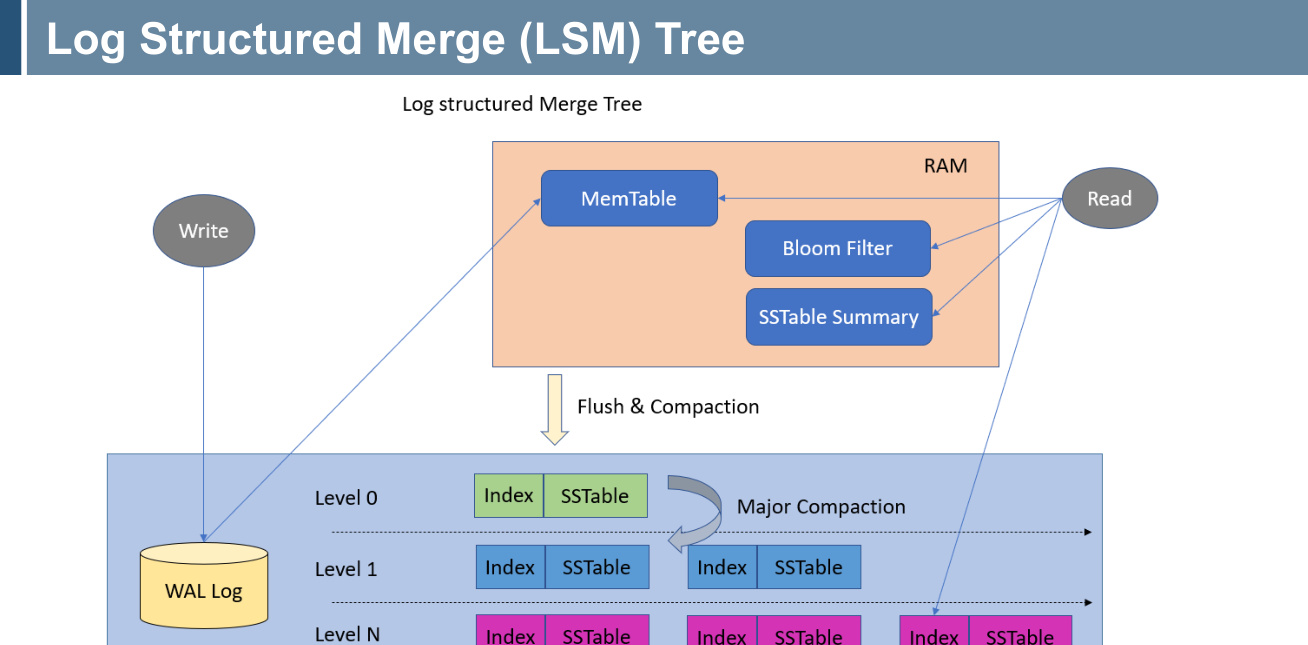 Log Structured Merge (LSM) Tree
Log structured Merge Tree
RAM
MemTable
Read
Write
Bloom Filter
SSTable Summary
Flush & Compaction
Level 0
Index SSTable
Major Compaction
Level 1
Index SSTable
Index SSTable
WAL Log
Level N
Index SSTable
Index SSTable
Index SSTable